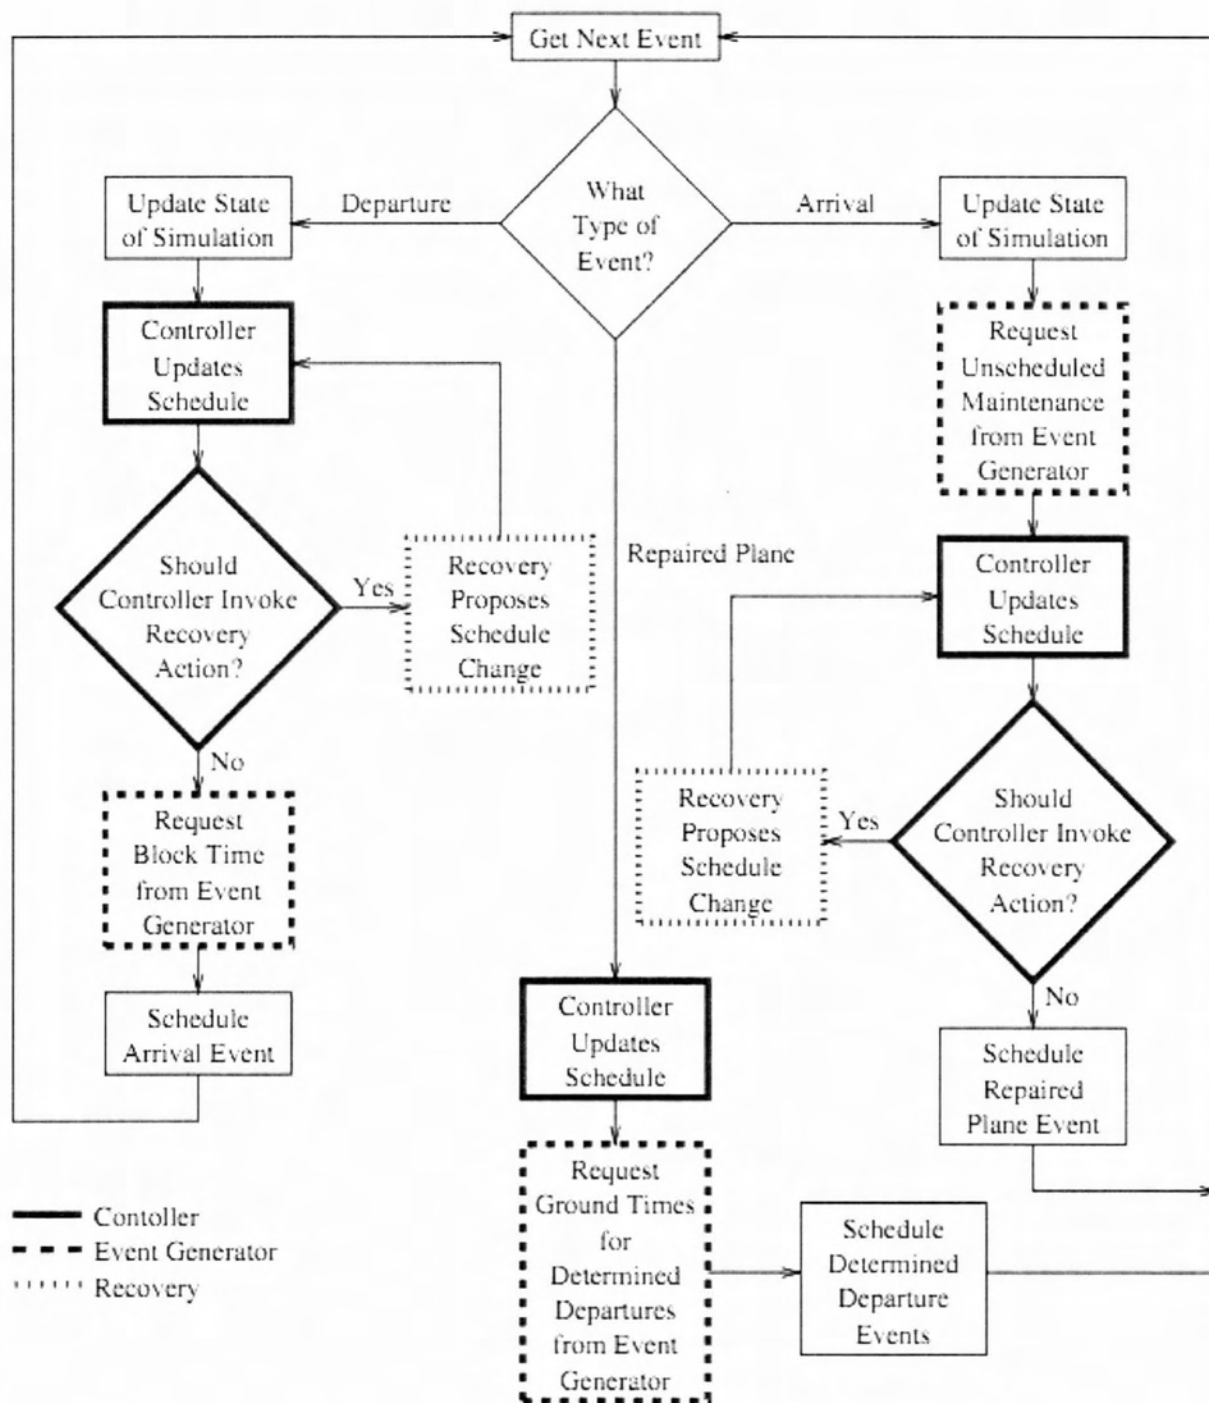 Get Next Event
What
Type of
Event?
Departure
Arrival
Update State
of Simulation
Controller
Updates
Schedule
Should
Controller Invoke
Recovery
Action?
Yes
Recovery
Proposes
Schedule
Change
No
Request
Block Time
from Event
Generator
Schedule
Arrival Event
Repaired Plane
Controller
Updates
Schedule
Request
Ground Times
for
Determined
Departures
from Event
Generator
Schedule
Determined
Departure
Events
Update State
of Simulation
Request
Unscheduled
Maintenance
from Event
Generator
Controller
Updates
Schedule
Should
Controller Invoke
Recovery
Action?
Yes
Recovery
Proposes
Schedule
Change
No
Schedule
Repaired
Plane Event
Contoller
Event Generator
Recovery